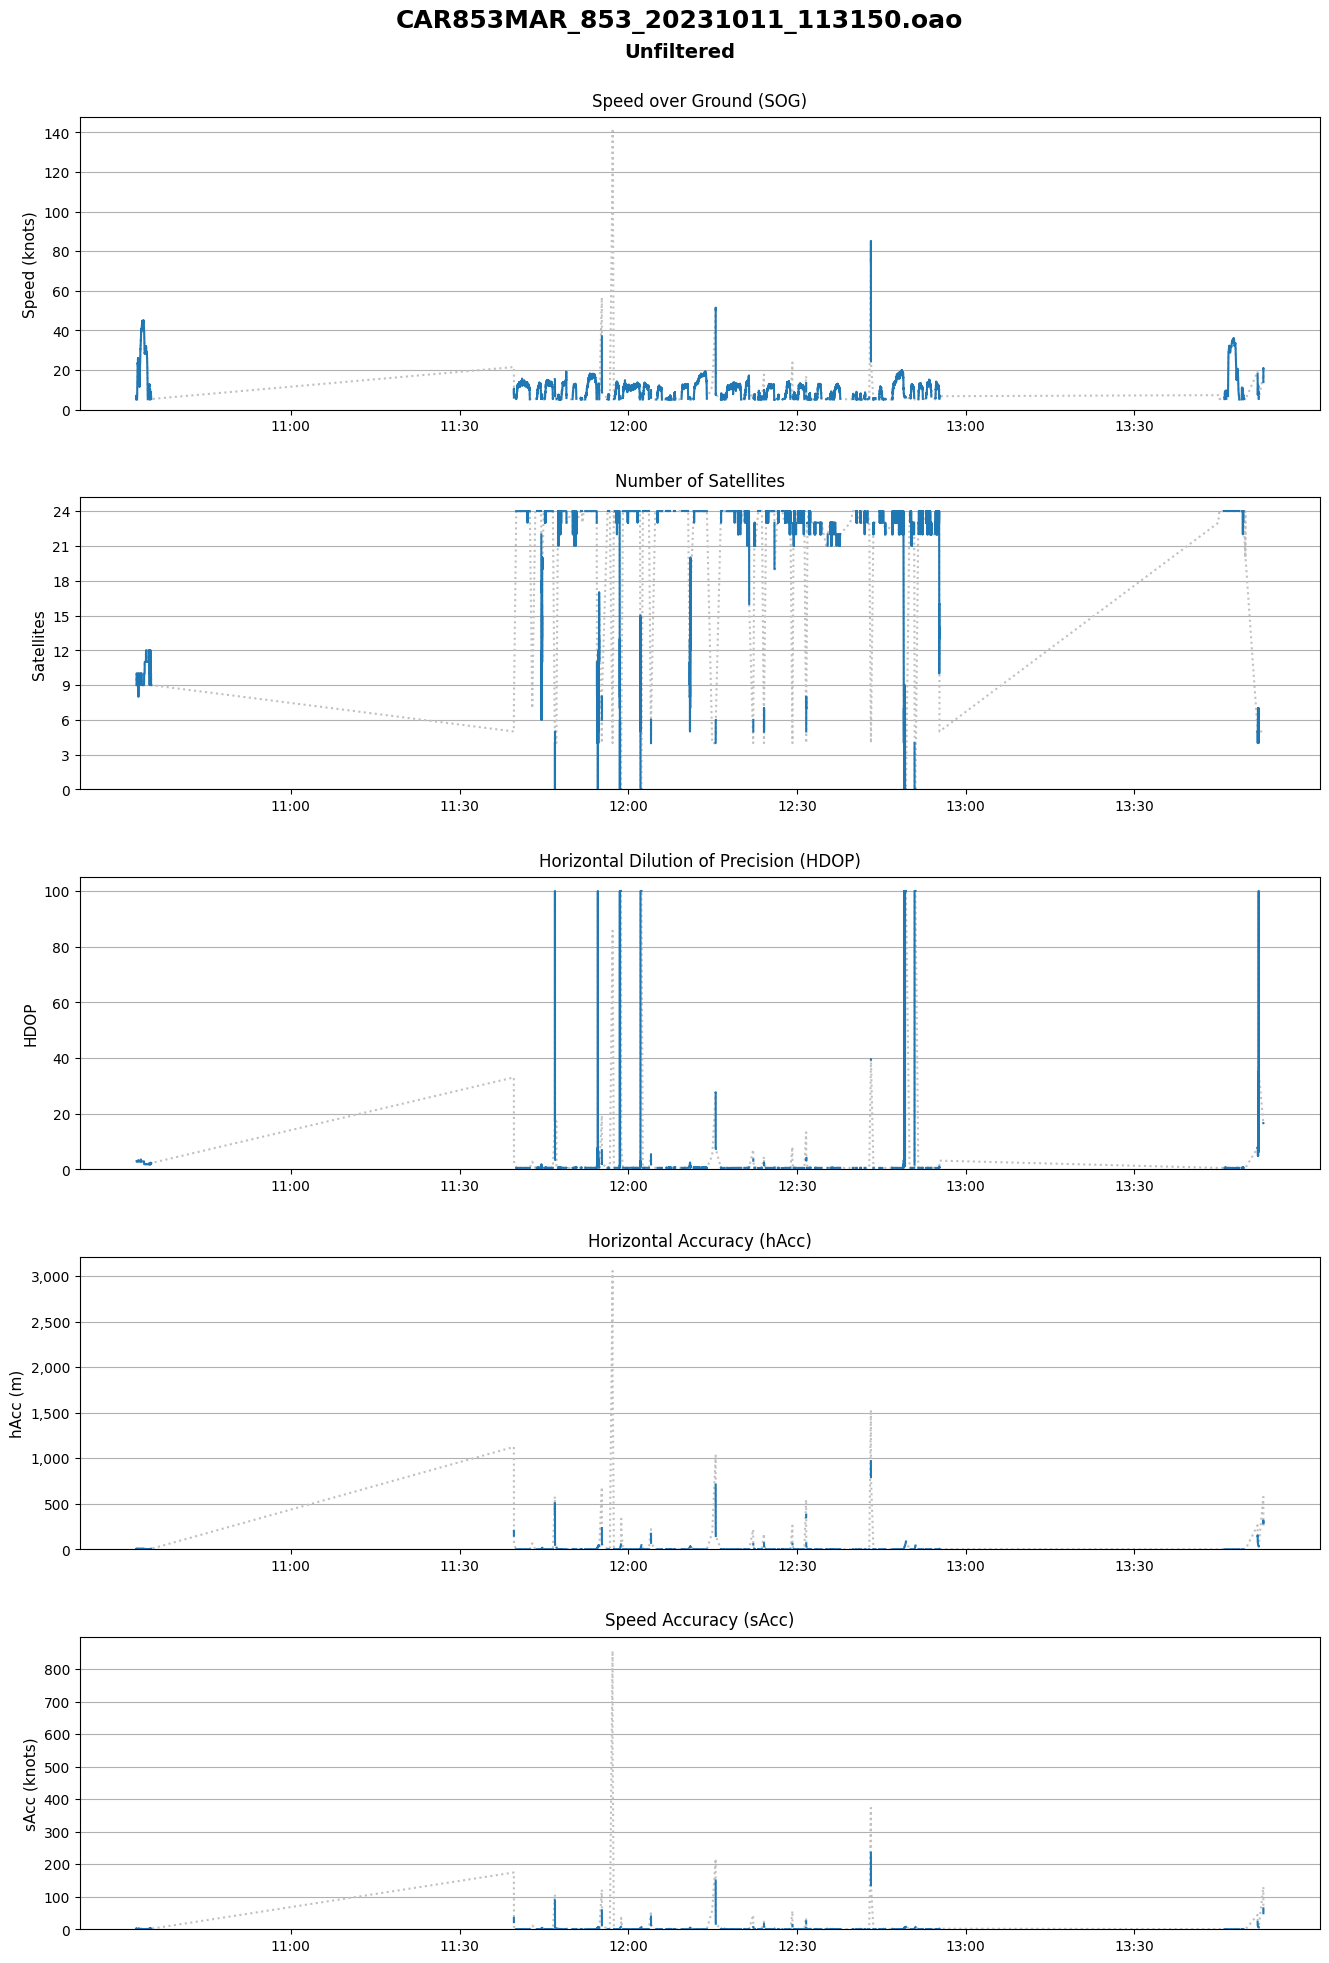 CAR853MAR_853_20231011_113150.oao
Unfiltered
Speed over Ground (SOG)
Speed (knots)
140
120
100
80
60
40
20
0
11:00 11:30 12:00 12:30 13:00 13:30
Number of Satellites
Satellites
24
21
18
15
12
9
6
3
0
11:00 11:30 12:00 12:30 13:00 13:30
Horizontal Dilution of Precision (HDOP)
HDOP
100
80
60
40
20
0
11:00 11:30 12:00 12:30 13:00 13:30
Horizontal Accuracy (hAcc)
hAcc (m)
3,000
2,500
2,000
1,500
1,000
500
0
11:00 11:30 12:00 12:30 13:00 13:30
Speed Accuracy (sAcc)
sAcc (knots)
800
700
600
500
400
300
200
100
0
11:00 11:30 12:00 12:30 13:00 13:30